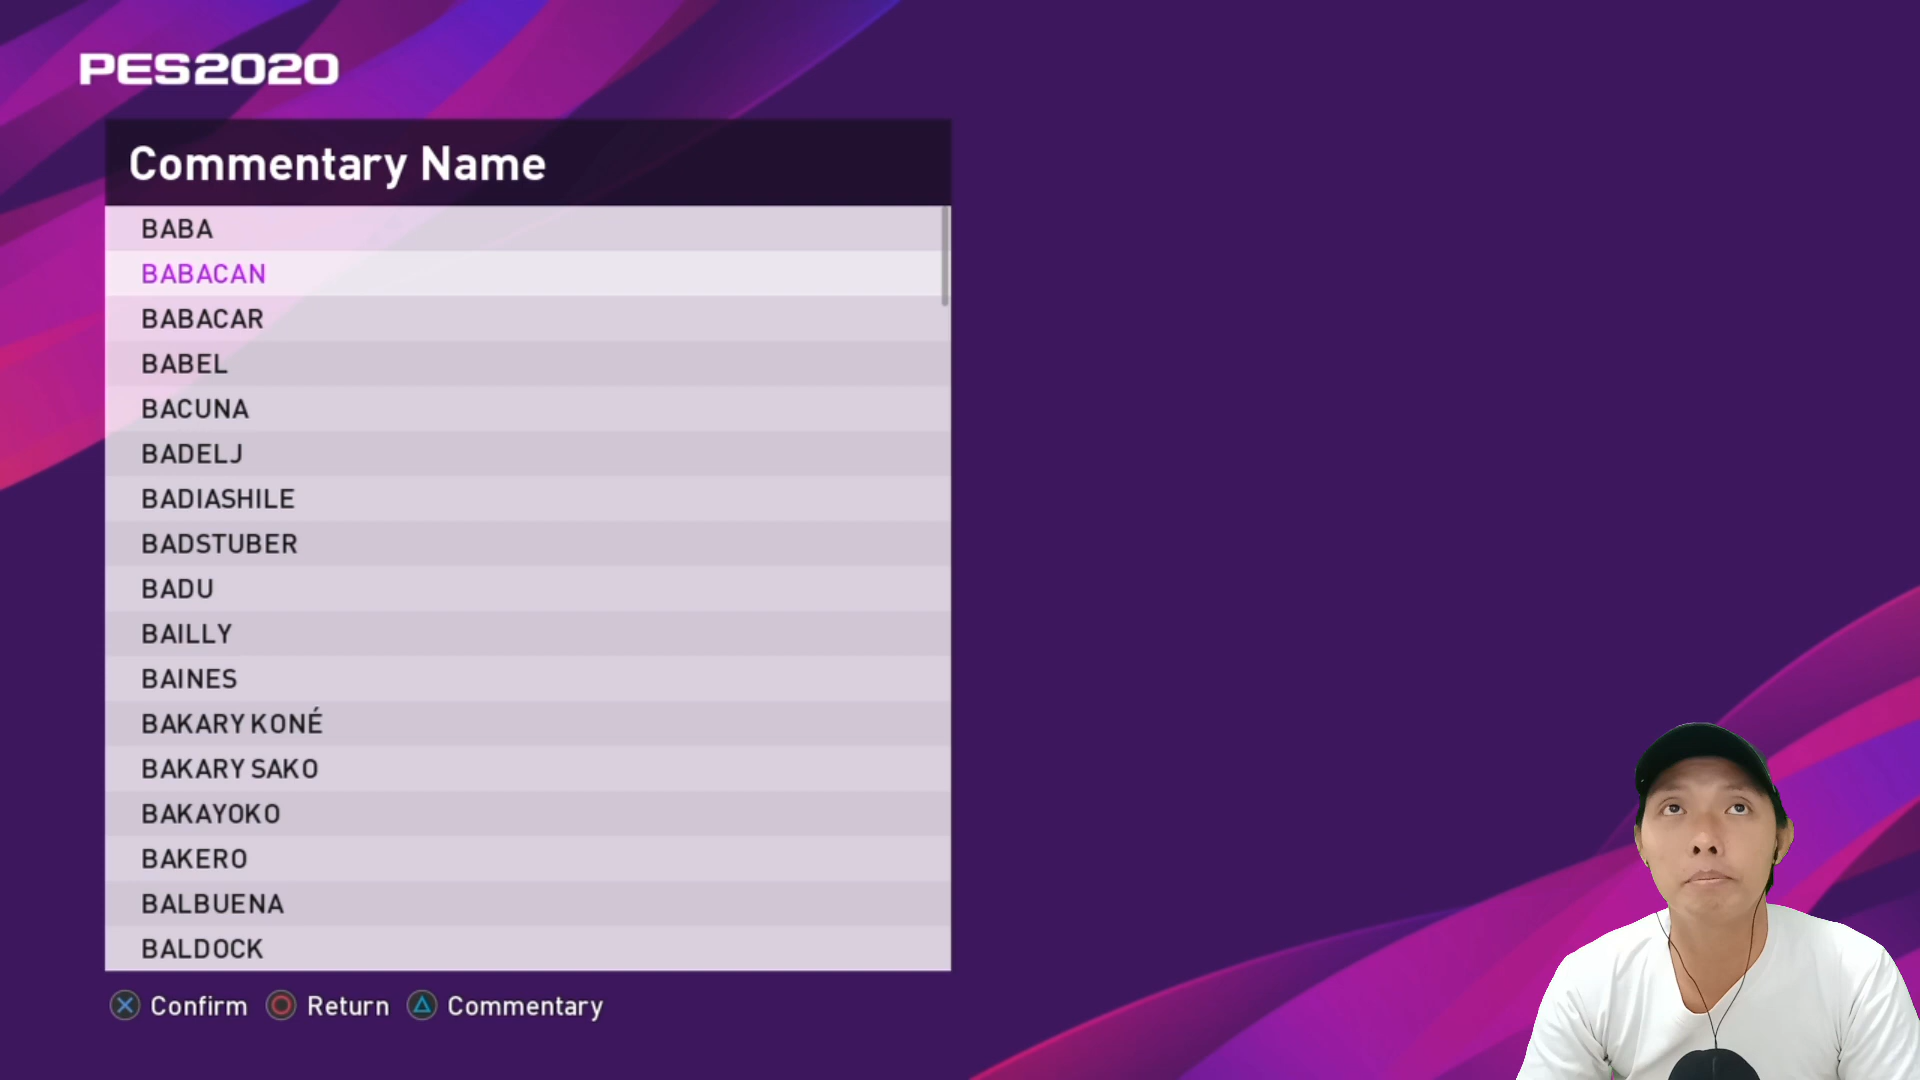 PES2020
Commentary Name
BABA
BABACAN
BABACAR
BABEL
BACUNA
BADELJ
BADIASHILE
BADSTUBER
BADU
BAILLY
BAINES
BAKARY KONÉ
BAKARY SAKO
BAKAYOKO
BAKERO
BALBUENA
BALDOCK
Confirm Return Commentary